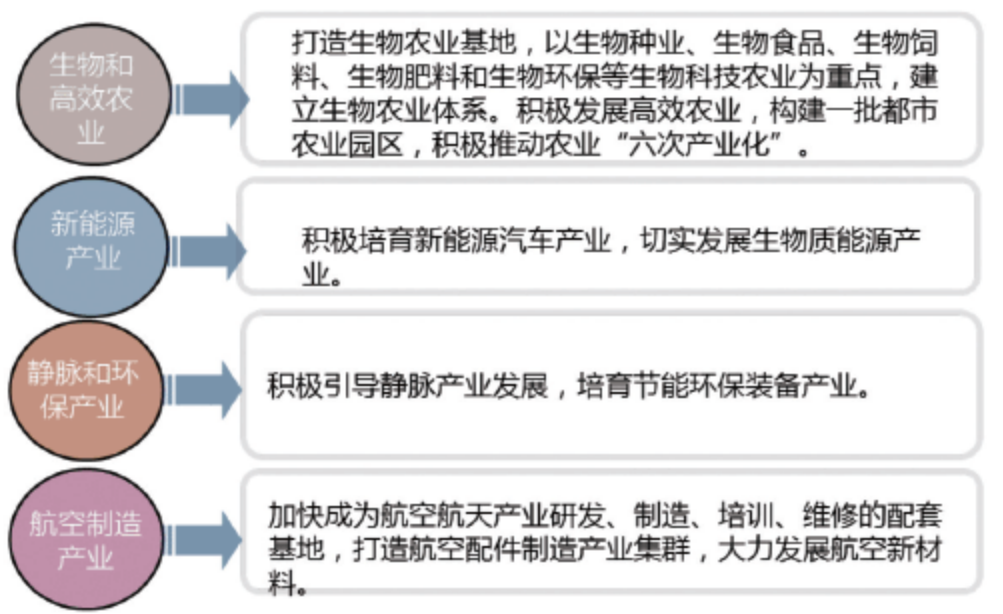 生物和
高效农
业
打造生物农业基地，以生物种业、生物食品、生物饲
料、生物肥料和生物环保等生物科技农业为重点，建
立生物农业体系。积极发展高效农业，构建一批都市
农业园区，积极推动农业“六次产业化”。
新能源
产业
积极培育新能源汽车产业，切实发展生物质能源产
业。
静脉和环
保产业
积极引导静脉产业发展，培育节能环保装备产业。
航空制造
产业
加快成为航空航天产业研发、制造、培训、维修的配套
基地，打造航空配件制造产业集群，大力发展航空新材
料。